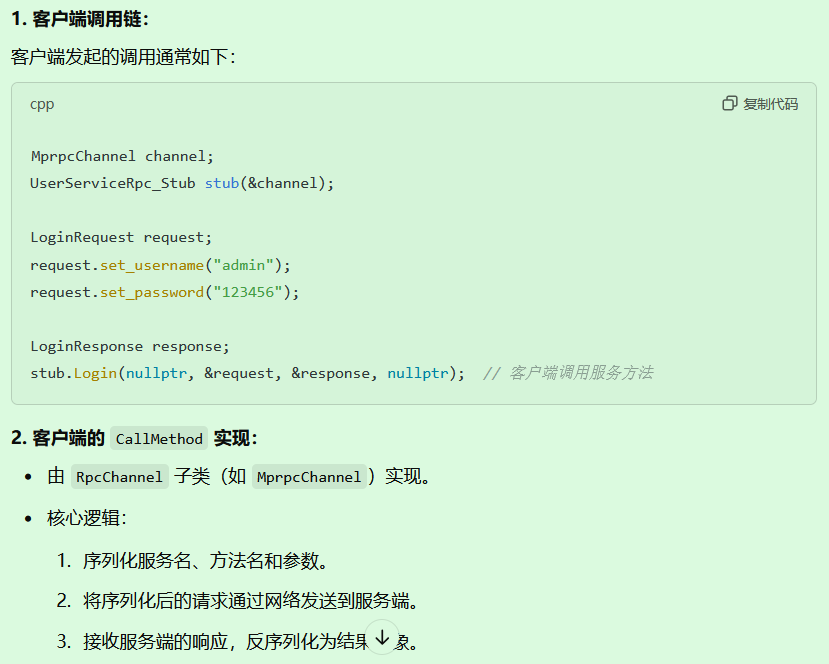 1. 客户端调用链：
客户端发起的调用通常如下：
cpp
复制代码
MprpcChannel channel;
UserServiceRpc_Stub stub(&channel);
LoginRequest request;
request.set_username("admin");
request.set_password("123456");
LoginResponse response;
stub.Login(nullptr, &request, &response, nullptr);  // 客户端调用服务方法
2. 客户端的 CallMethod 实现：
• 由 RpcChannel 子类（如 MprpcChannel）实现。
• 核心逻辑：
1. 序列化服务名、方法名和参数。
2. 将序列化后的请求通过网络发送到服务端。
3. 接收服务端的响应，反序列化为结果象。